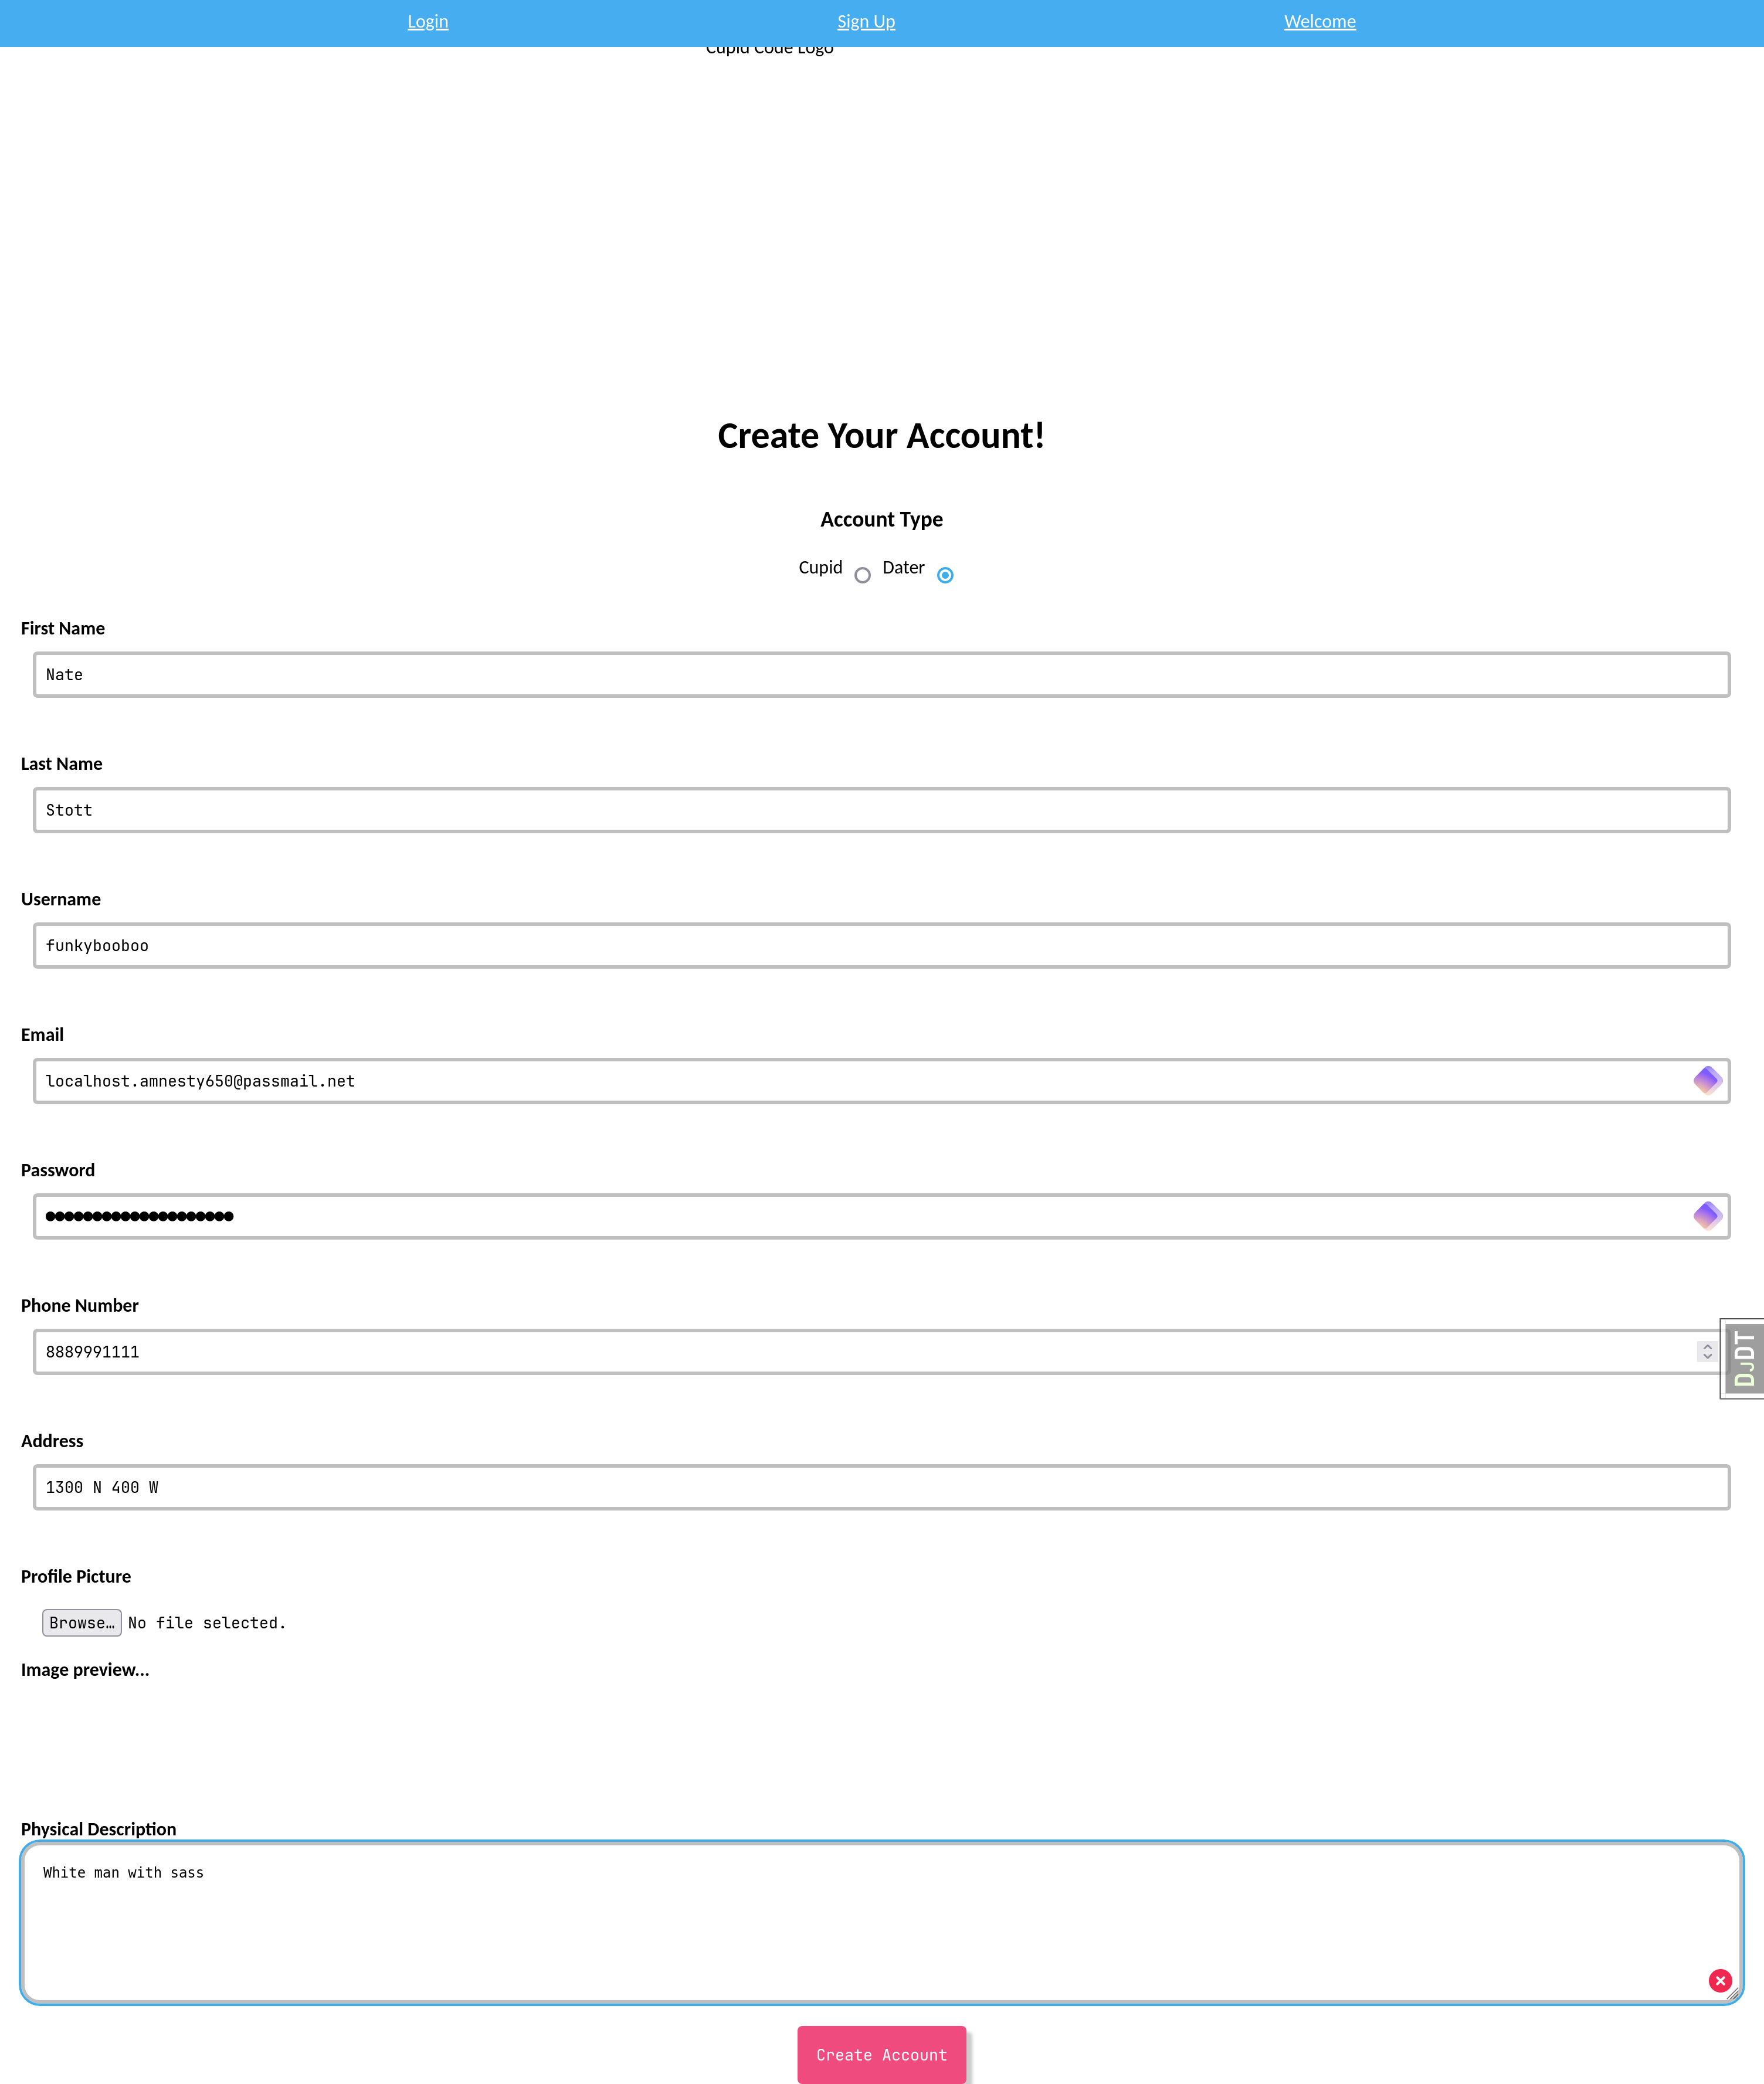 Login Sign Up Welcome
Cupid Code Logo
Create Your Account!
Account Type
Cupid Dater
First Name
Nate
Last Name
Stott
Username
funkybooboo
Email
localhost.amnesty650@passmail.net
Password
●●●●●●●●●●●●●●●●●●●●
Phone Number
8889991111
DJDT
Address
1300 N 400 W
Profile Picture
Browse… No file selected.
Image preview...
Physical Description
White man with sass
Create Account